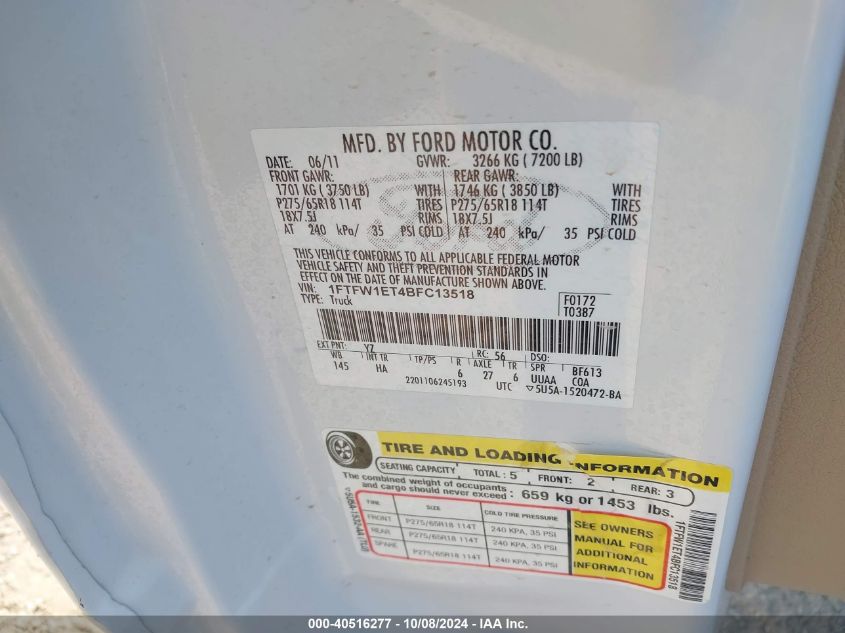 MFD. BY FORD MOTOR CO.
DATE: 06/11 GVWR: 3266 KG ( 7200 LB)
FRONT GAWR: REAR GAWR:
1701 KG ( 3750 LB) WITH 1746 KG ( 3850 LB) WITH
P275/65R18 114T TIRES P275/65R18 114T TIRES
18X7.5J RIMS 18X7.5J RIMS
AT 240 kPa/ 35 PSI COLD AT 240 kPa/ 35 PSI COLD
THIS VEHICLE CONFORMS TO ALL APPLICABLE FEDERAL MOTOR
VEHICLE SAFETY AND THEFT PREVENTION STANDARDS IN
EFFECT ON THE DATE OF MANUFACTURE SHOWN ABOVE.
VIN: 1FTFW1ET4BFC13518 F0172
TYPE: Truck T0387
EXT PNT: YZ RC: 56 DSO:
WB INT TR TP/PS R AXLE TR SPR BF613
145 HA 6 27 6 UUAA COA
2201106245193 UTC ▽5U5A-1520472-BA
TIRE AND LOADING INFORMATION
SEATING CAPACITY TOTAL: 5 FRONT: 2 REAR: 3
The combined weight of occupants
and cargo should never exceed: 659 kg or 1453 lbs.
TIRE SIZE COLD TIRE PRESSURE
FRONT P275/65R18 114T 240 KPA, 35 PSI
REAR P275/65R18 114T 240 KPA, 35 PSI
SPARE P275/65R18 114T 240 KPA, 35 PSI
SEE OWNERS
MANUAL FOR
ADDITIONAL
INFORMATION
1FTFW1ET4BFC13518
000-40516277 - 10/08/2024 - IAA Inc.